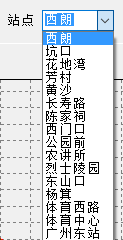 站点 西朗
西朗
坑口
花地湾
芳村
黄沙
长寿路
陈家祠
西门口
公园前
农讲所
烈士陵园
东山口
杨箕
体育西路
体育中心
广州东站